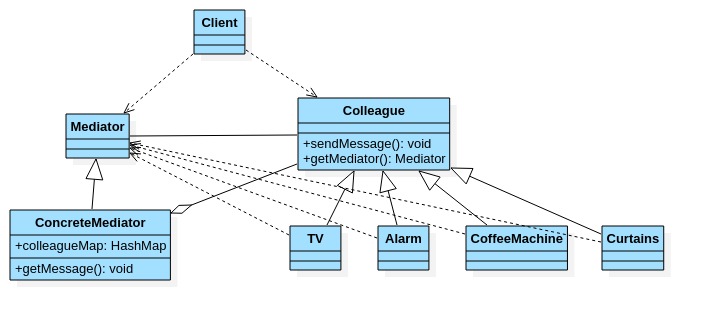 Client
Colleague
Mediator
+sendMessage(): void
+getMediator(): Mediator
ConcreteMediator
+colleagueMap: HashMap
+getMessage(): void
TV
Alarm
CoffeeMachine
Curtains